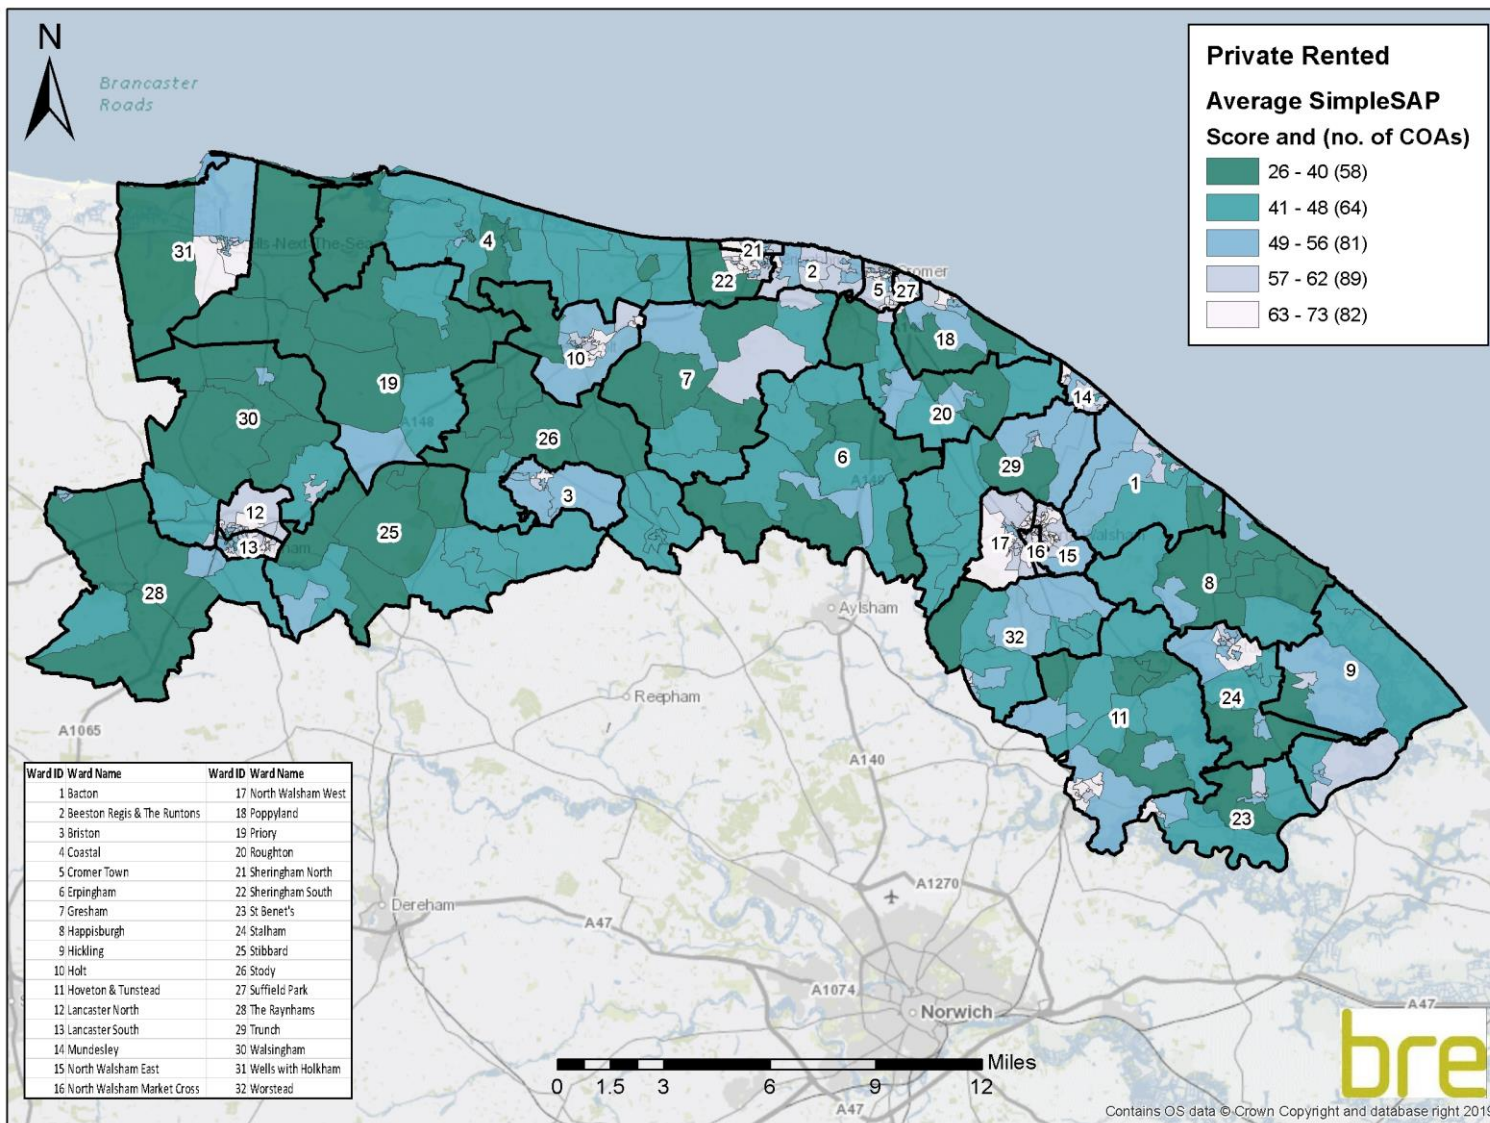 N
Brancaster
Roads
Private Rented
Average SimpleSAP
Score and (no. of COAs)
26 - 40 (58)
41 - 48 (64)
49 - 56 (81)
57 - 62 (89)
63 - 73 (82)
31
4
22
21
2
5
27
Cromer
18
10
7
19
A148
30
26
20
14
6
29
1
3
12
13
25
17
16
15
28
8
Aylsham
32
9
Reepham
24
11
A1065
A140
23
Ward ID Ward Name Ward ID Ward Name
1 Bacton 17 North Walsham West
2 Beeston Regis & The Runtons 18 Poppyland
3 Briston 19 Priory
4 Coastal 20 Roughton
5 Cromer Town 21 Sheringham North
6 Erpingham 22 Sheringham South
7 Gresham 23 St Benet's
8 Happisburgh 24 Stalham
9 Hickling 25 Stibbard
10 Holt 26 Stody
11 Hoveton & Tunstead 27 Suffield Park
12 Lancaster North 28 The Raynhams
13 Lancaster South 29 Trunch
14 Mundesley 30 Walsingham
15 North Walsham East 31 Wells with Holkham
16 North Walsham Market Cross 32 Worstead
Dereham
A47
A1270
A1074
Norwich
A47
Miles
0 1.5 3 6 9 12
A47
bre
Contains OS data © Crown Copyright and database right 2019